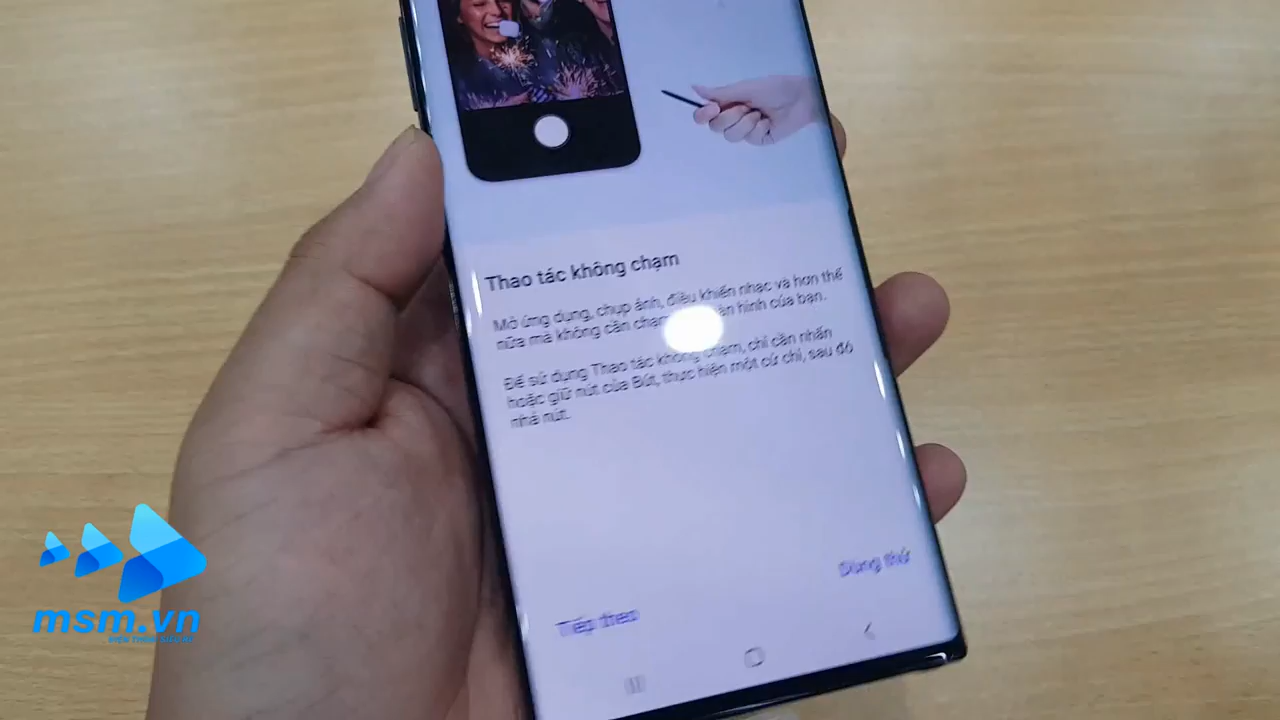 Thao tác không chạm
Mở ứng dụng, chụp ảnh, điều khiển nhạc và hơn thế
nữa mà không cần chạm màn hình của bạn.
Để sử dụng Thao tác không chạm, chỉ cần nhấn
hoặc giữ nút của Bút, thực hiện một cử chỉ, sau đó
nhả nút.
Dùng thử
Tiếp theo
msm.vn